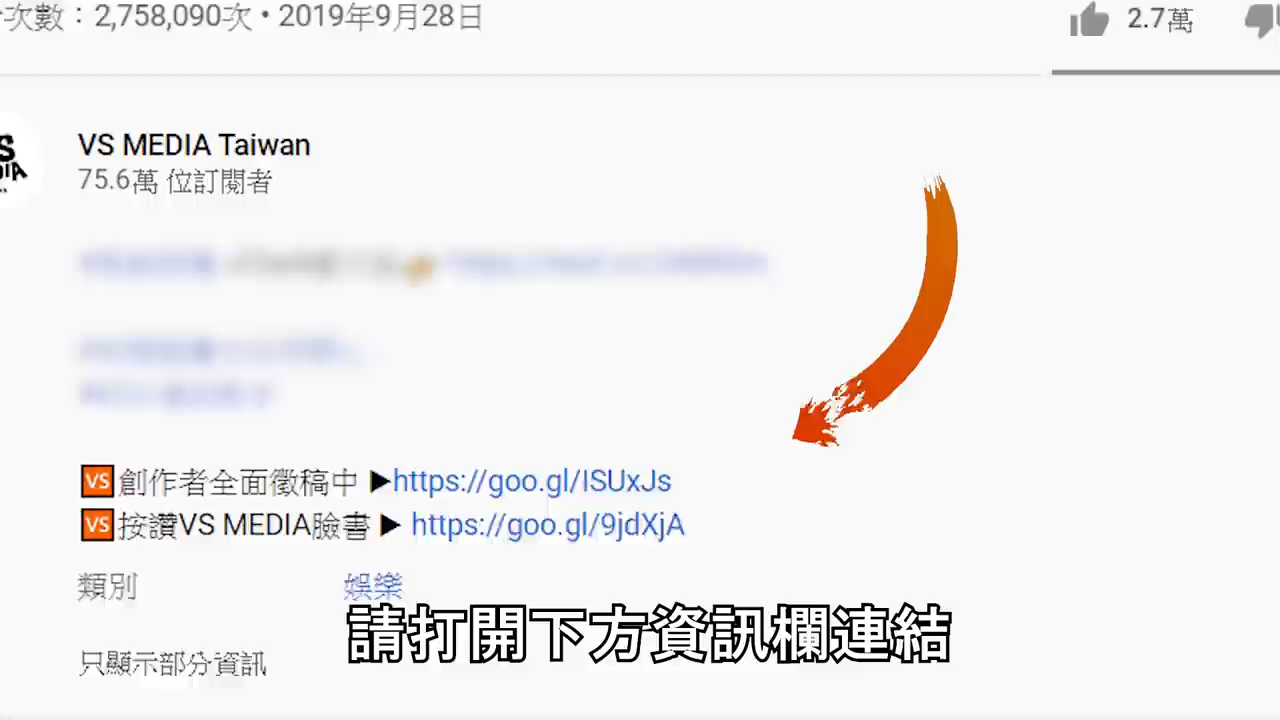 次數：2,758,090次 • 2019年9月28日
2.7萬
VS MEDIA Taiwan
75.6萬 位訂閱者
VS 創作者全面徵稿中 ▶https://goo.gl/ISUxJs
VS 按讚VS MEDIA臉書 ▶ https://goo.gl/9jdXjA
類別 娛樂
請打開下方資訊欄連結
只顯示部分資訊